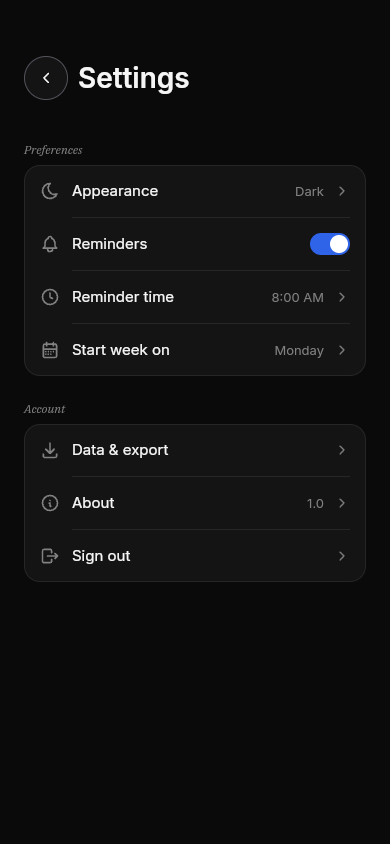 Settings
Preferences
Appearance Dark
Reminders
Reminder time 8:00 AM
Start week on Monday
Account
Data & export
About 1.0
Sign out